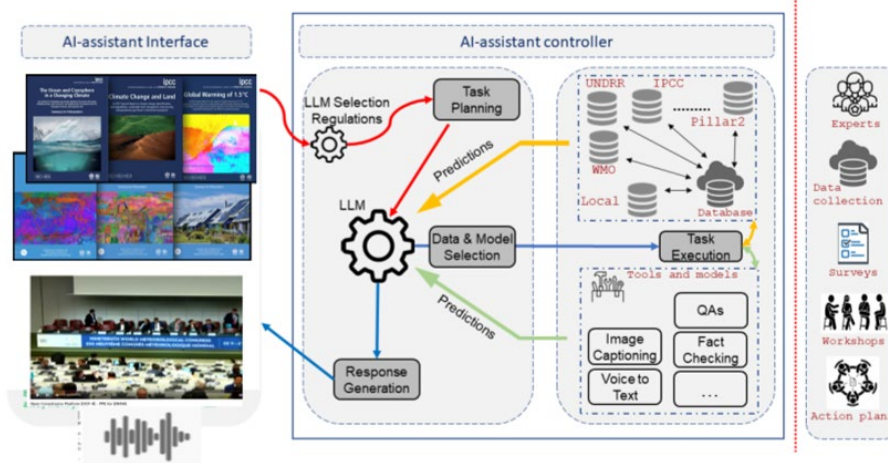 AI-assistant Interface
AI-assistant controller
ipcc
The Ocean and Cryosphere
in a Changing Climate
ipcc
Climate Change and Land
ipcc
Global Warming of 1.5°C
LLM Selection
Regulations
Task
Planning
LLM
Predictions
Data & Model
Selection
Predictions
Response
Generation
UNDRR
IPCC
.........
Pillar2
WMO
Local
Database
Task
Execution
Tools and models
QAs
Image
Captioning
Fact
Checking
Voice to
Text
...
Experts
Data
collection
Surveys
Workshops
Action plan